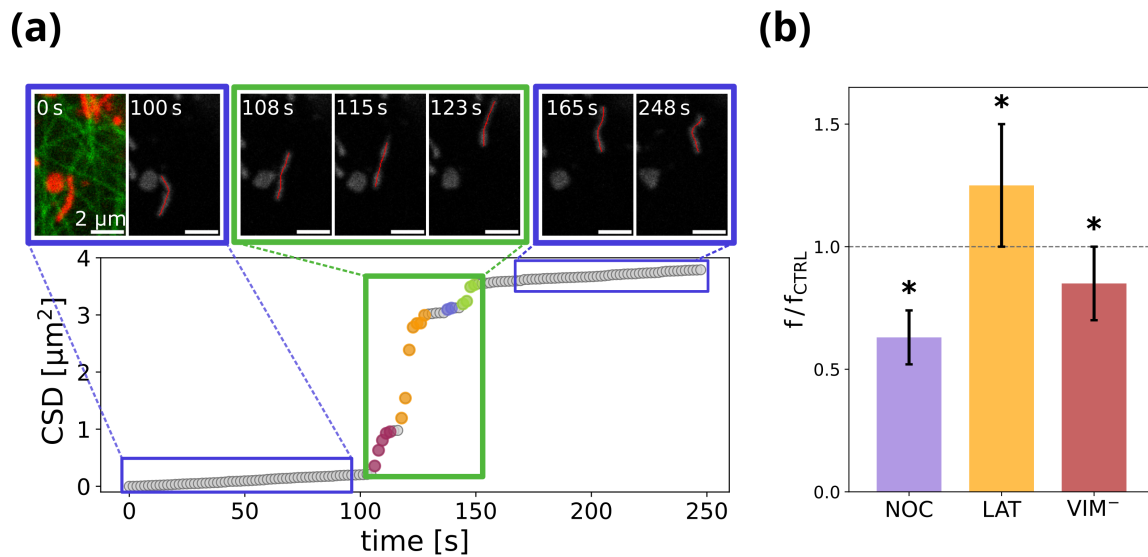 (a)
(b)
0 s
100 s
108 s
115 s
123 s
165 s
248 s
2 µm
CSD [µm²]
4
3
2
1
0
0
50
100
150
200
250
time [s]
f/f_CTRL
1.5
1.0
0.5
0.0
*
*
*
NOC
LAT
VIM⁻